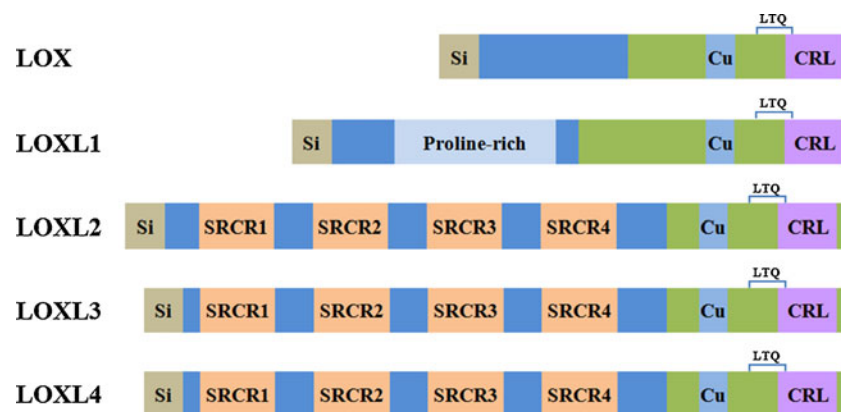 LTQ
LOX Si Cu CRL
LTQ
LOXL1 Si Proline-rich Cu CRL
LTQ
LOXL2 Si SRCR1 SRCR2 SRCR3 SRCR4 Cu CRL
LTQ
LOXL3 Si SRCR1 SRCR2 SRCR3 SRCR4 Cu CRL
LTQ
LOXL4 Si SRCR1 SRCR2 SRCR3 SRCR4 Cu CRL